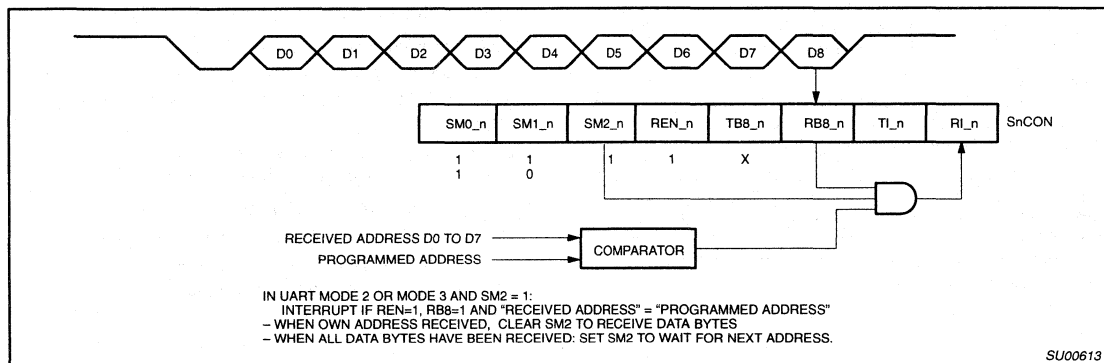 D0 D1 D2 D3 D4 D5 D6 D7 D8
SM0_n SM1_n SM2_n REN_n TB8_n RB8_n TI_n RI_n SnCON
1 1 1 1 X
1 0
RECEIVED ADDRESS D0 TO D7
PROGRAMMED ADDRESS
COMPARATOR
IN UART MODE 2 OR MODE 3 AND SM2 = 1:
INTERRUPT IF REN=1, RB8=1 AND “RECEIVED ADDRESS” = “PROGRAMMED ADDRESS”
– WHEN OWN ADDRESS RECEIVED, CLEAR SM2 TO RECEIVE DATA BYTES
– WHEN ALL DATA BYTES HAVE BEEN RECEIVED: SET SM2 TO WAIT FOR NEXT ADDRESS.
SU00613